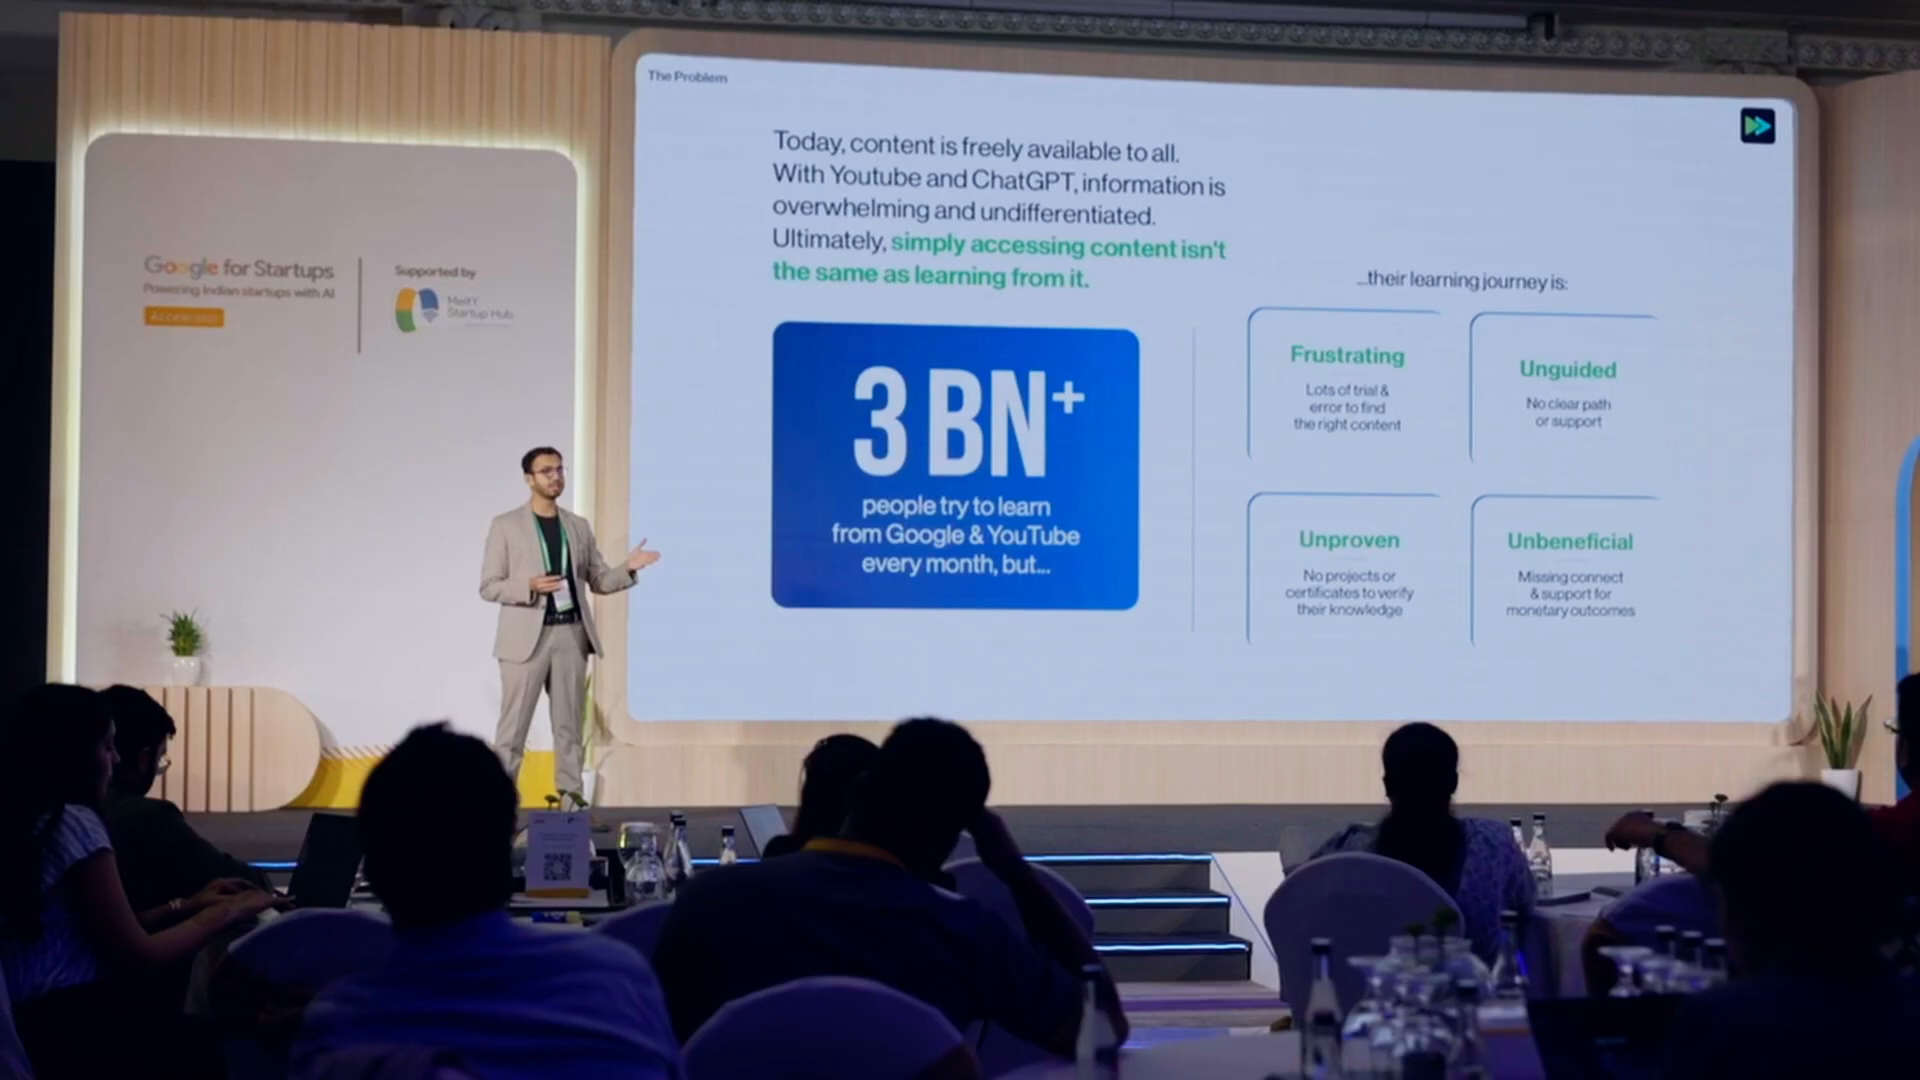 The Problem
Today, content is freely available to all.
With Youtube and ChatGPT, information is
overwhelming and undifferentiated.
Ultimately, simply accessing content isn't
the same as learning from it.
3 BN+
people try to learn
from Google & YouTube
every month, but...
...their learning journey is:
Frustrating
Lots of trial &
error to find
the right content
Unguided
No clear path
or support
Unproven
No projects or
certificates to verify
their knowledge
Unbeneficial
Missing connect
& support for
monetary outcomes
Google for Startups
Powering Indian startups with AI
Accelerator
Supported by
MeitY
Startup Hub